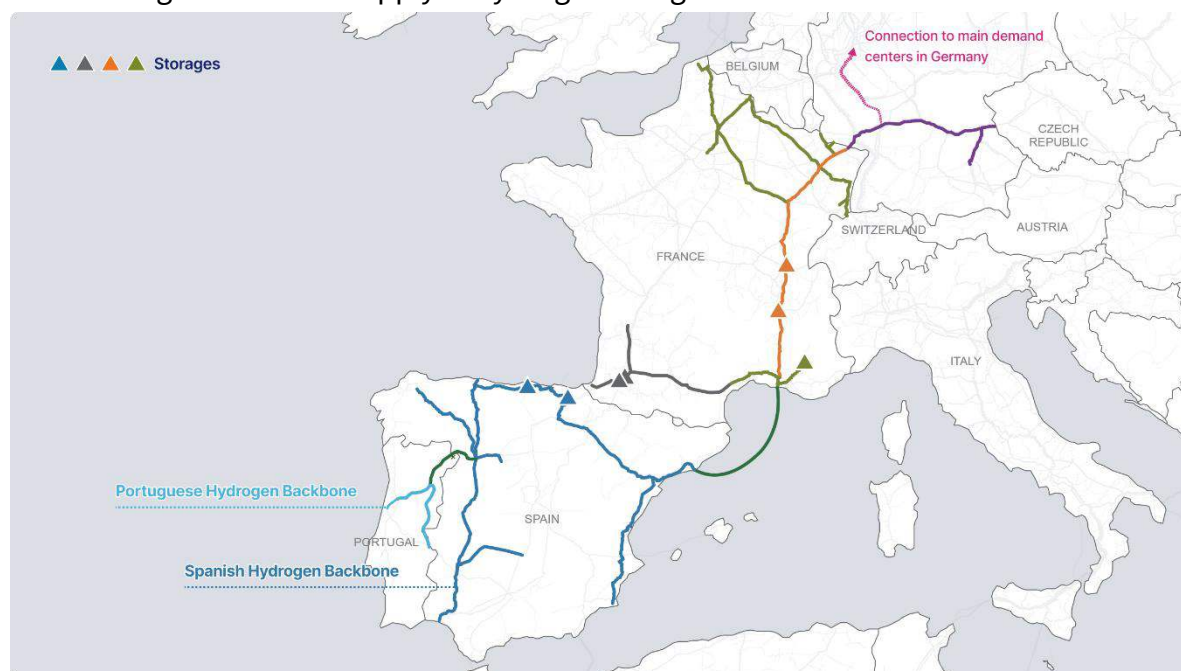 Storages
Connection to main demand
centers in Germany
BELGIUM
CZECH
REPUBLIC
SWITZERLAND
AUSTRIA
FRANCE
ITALY
Portuguese Hydrogen Backbone
SPAIN
PORTUGAL
Spanish Hydrogen Backbone